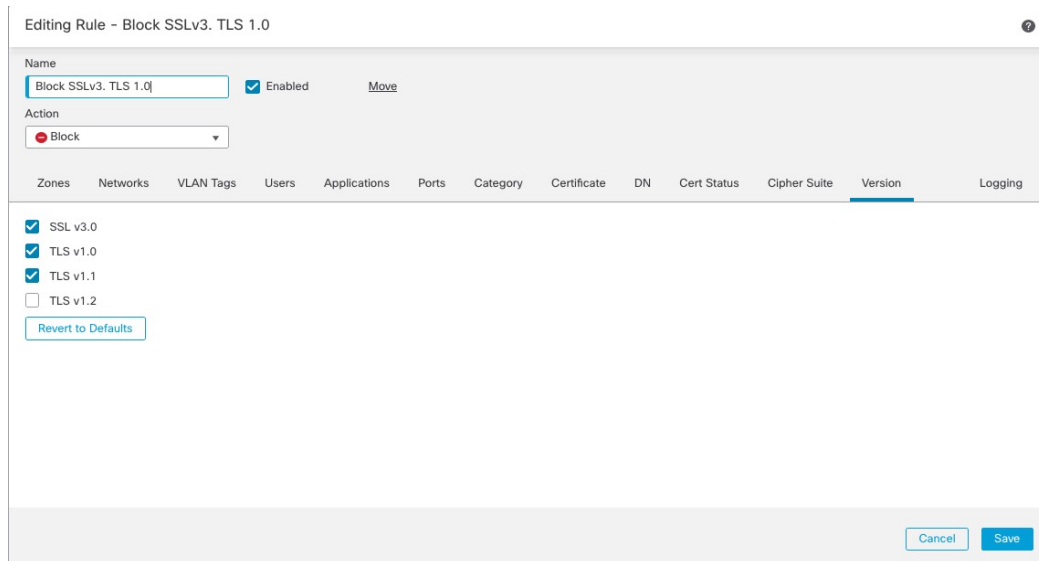 Editing Rule - Block SSLv3. TLS 1.0
?
Name
Block SSLv3. TLS 1.0 Enabled Move
Action
Block
Zones Networks VLAN Tags Users Applications Ports Category Certificate DN Cert Status Cipher Suite Version Logging
SSL v3.0
TLS v1.0
TLS v1.1
TLS v1.2
Revert to Defaults
Cancel Save